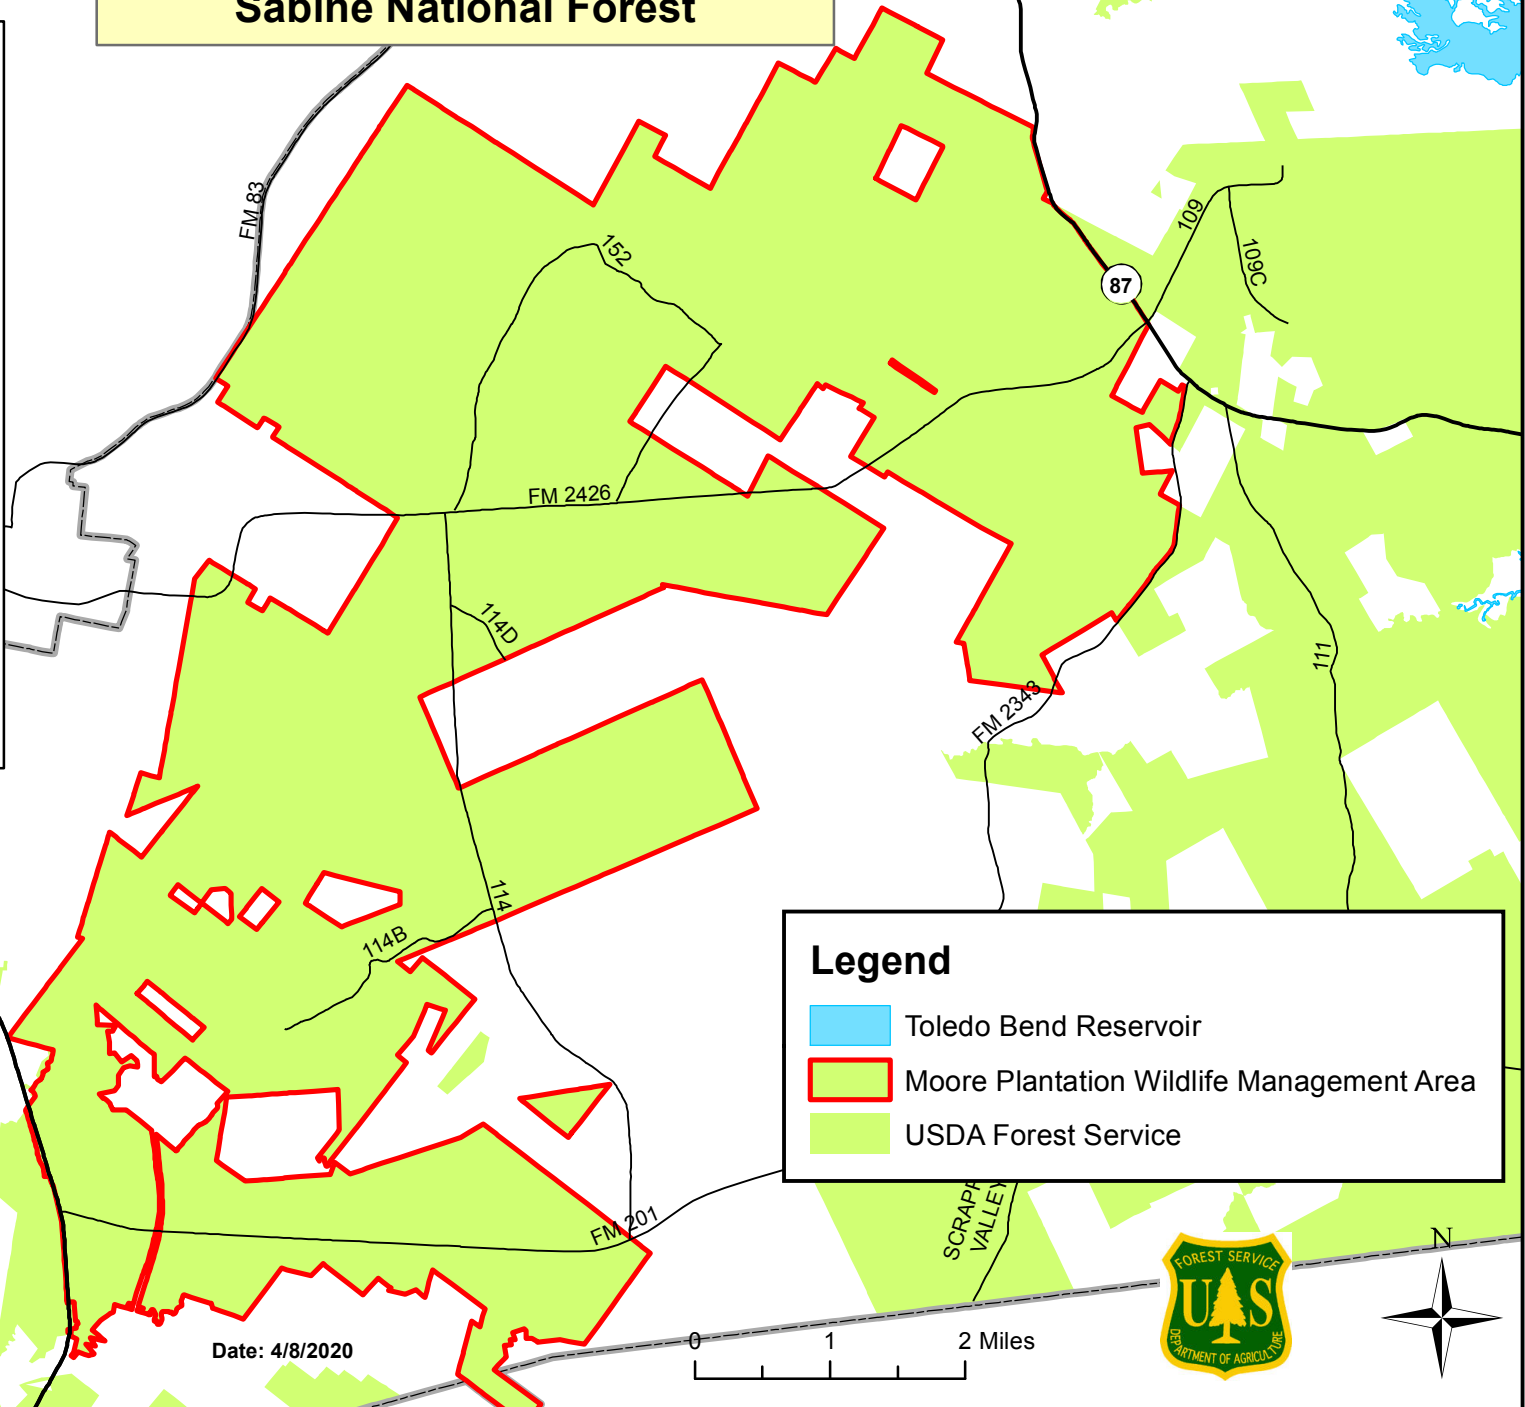 Sabine National Forest
FM 83
152
109
109C
87
FM 2426
114D
111
FM 2343
114
114B
Legend
Toledo Bend Reservoir
Moore Plantation Wildlife Management Area
USDA Forest Service
FM 201
VALLEY
N
FOREST SERVICE
UAS
DEPARTMENT OF AGRICULTURE
Date: 4/8/2020
0 1 2 Miles